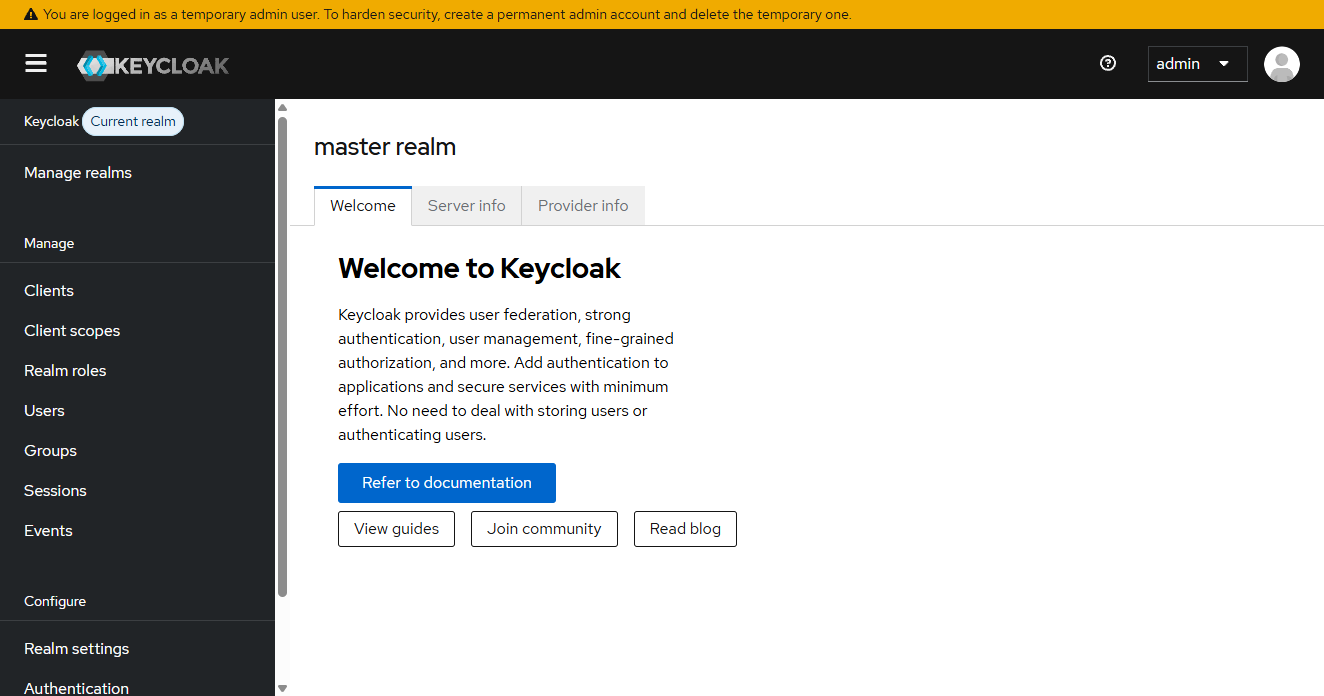 You are logged in as a temporary admin user. To harden security, create a permanent admin account and delete the temporary one.
KEYCLOAK
admin
Keycloak Current realm
Manage realms
Manage
Clients
Client scopes
Realm roles
Users
Groups
Sessions
Events
Configure
Realm settings
Authentication
master realm
Welcome Server info Provider info
Welcome to Keycloak
Keycloak provides user federation, strong
authentication, user management, fine-grained
authorization, and more. Add authentication to
applications and secure services with minimum
effort. No need to deal with storing users or
authenticating users.
Refer to documentation
View guides Join community Read blog